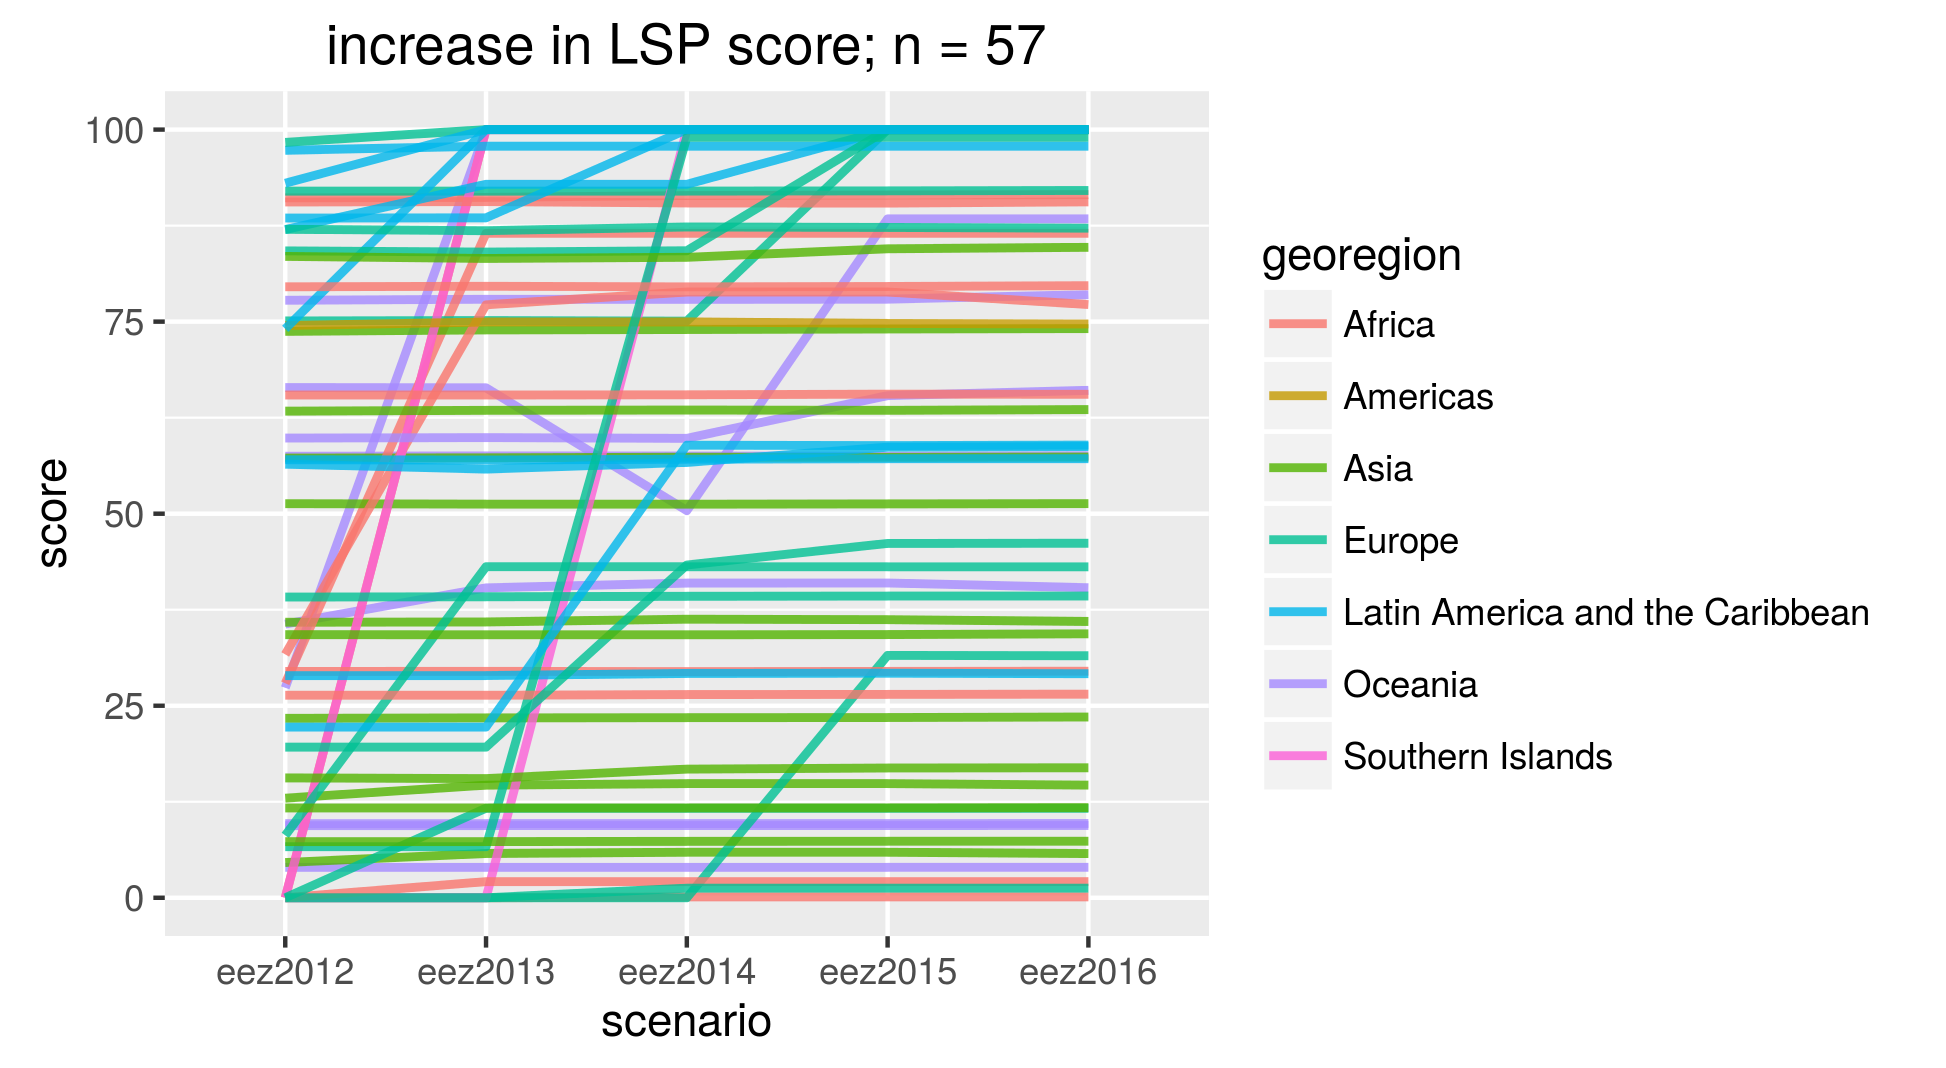 increase in LSP score; n = 57
100
75
50
25
0
score
eez2012 eez2013 eez2014 eez2015 eez2016
scenario
georegion
Africa
Americas
Asia
Europe
Latin America and the Caribbean
Oceania
Southern Islands